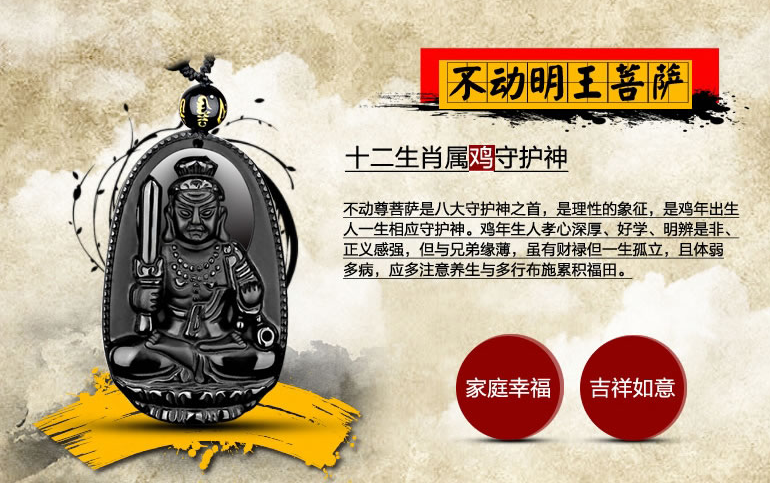 不动明王菩萨
十二生肖属鸡守护神
不动尊菩萨是八大守护神之首，是理性的象征，是鸡年出生
人一生相应守护神。鸡年生人孝心深厚、好学、明辨是非、
正义感强，但与兄弟缘薄，虽有财禄但一生孤立，且体弱
多病，应多注意养生与多行布施累积福田。
家庭幸福
吉祥如意